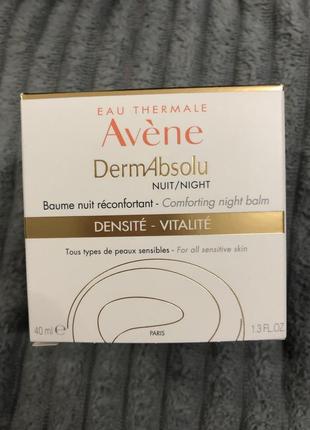 EAU THERMALE
Avène
DermAbsolu
NUIT/NIGHT
Baume nuit réconfortant - Comforting night balm
DENSITÉ - VITALITÉ
Tous types de peaux sensibles - For all sensitive skin
PARIS
40 ml ℮ 1.3 FL.OZ